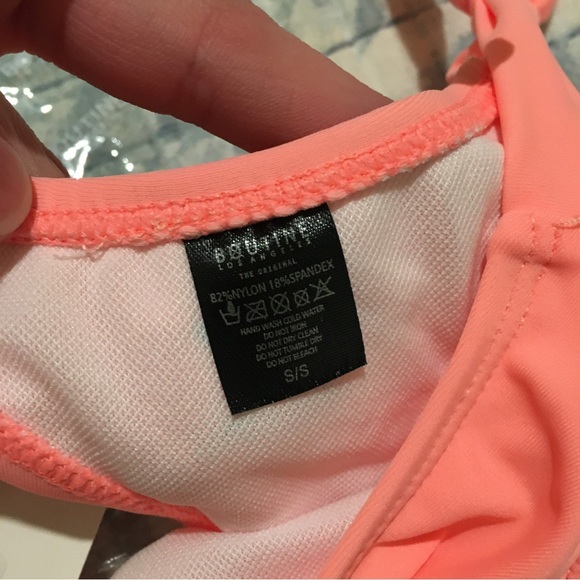 BOUTINE
LOS ANGELES
THE ORIGINAL
82%NYLON 18%SPANDEX
HAND WASH COLD WATER
DO NOT IRON
DO NOT DRY CLEAN
DO NOT TUMBLE DRY
DO NOT BLEACH
S/S